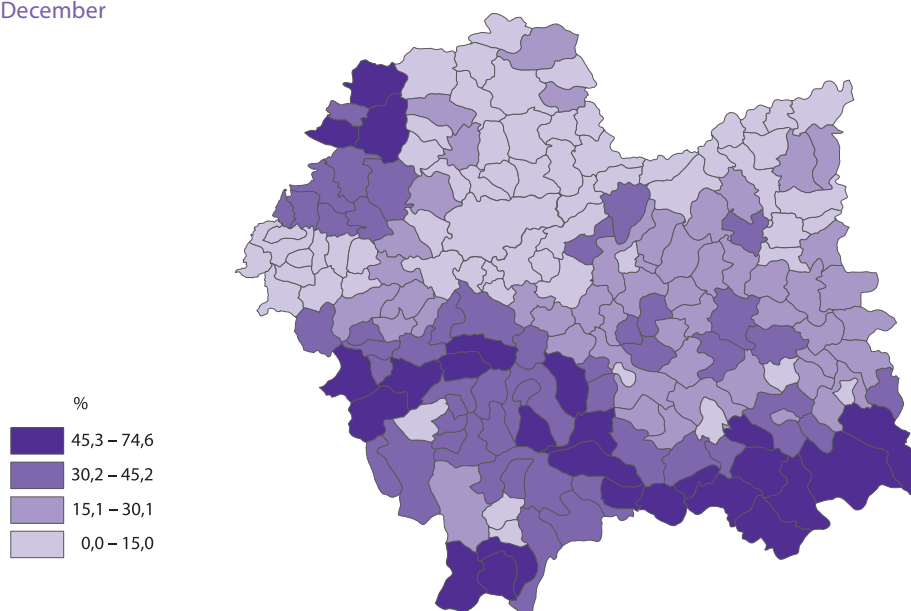 December
%
45,3 – 74,6
30,2 – 45,2
15,1 – 30,1
0,0 – 15,0